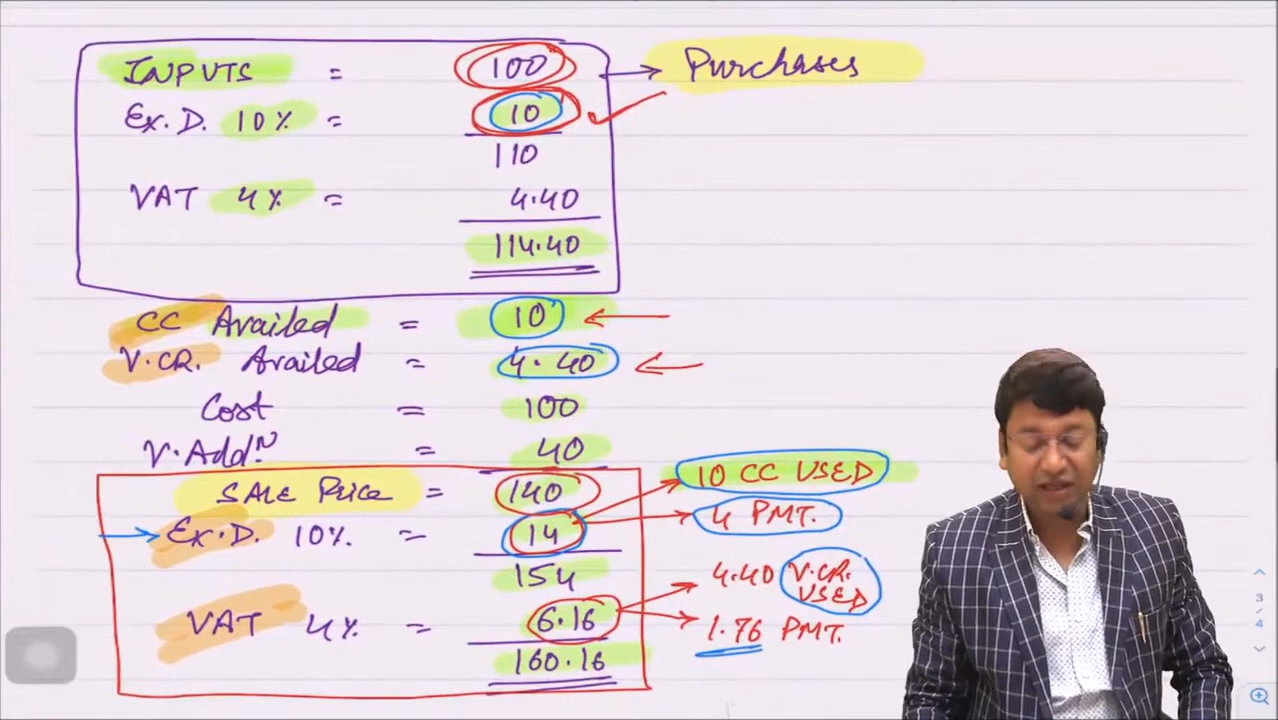 INPUTS = 100 → Purchases
Ex. D. 10% = 10
110
VAT 4% = 4.40
114.40
CC Availed = 10
V.CR. Availed = 4.40
Cost = 100
V. Addⁿ = 40
SALE Price = 140
10 CC USED
Ex.D. 10% = 14
4 PMT.
154
4.40 V.CR. USED
VAT 4% = 6.16
1.76 PMT.
160.16
3
4